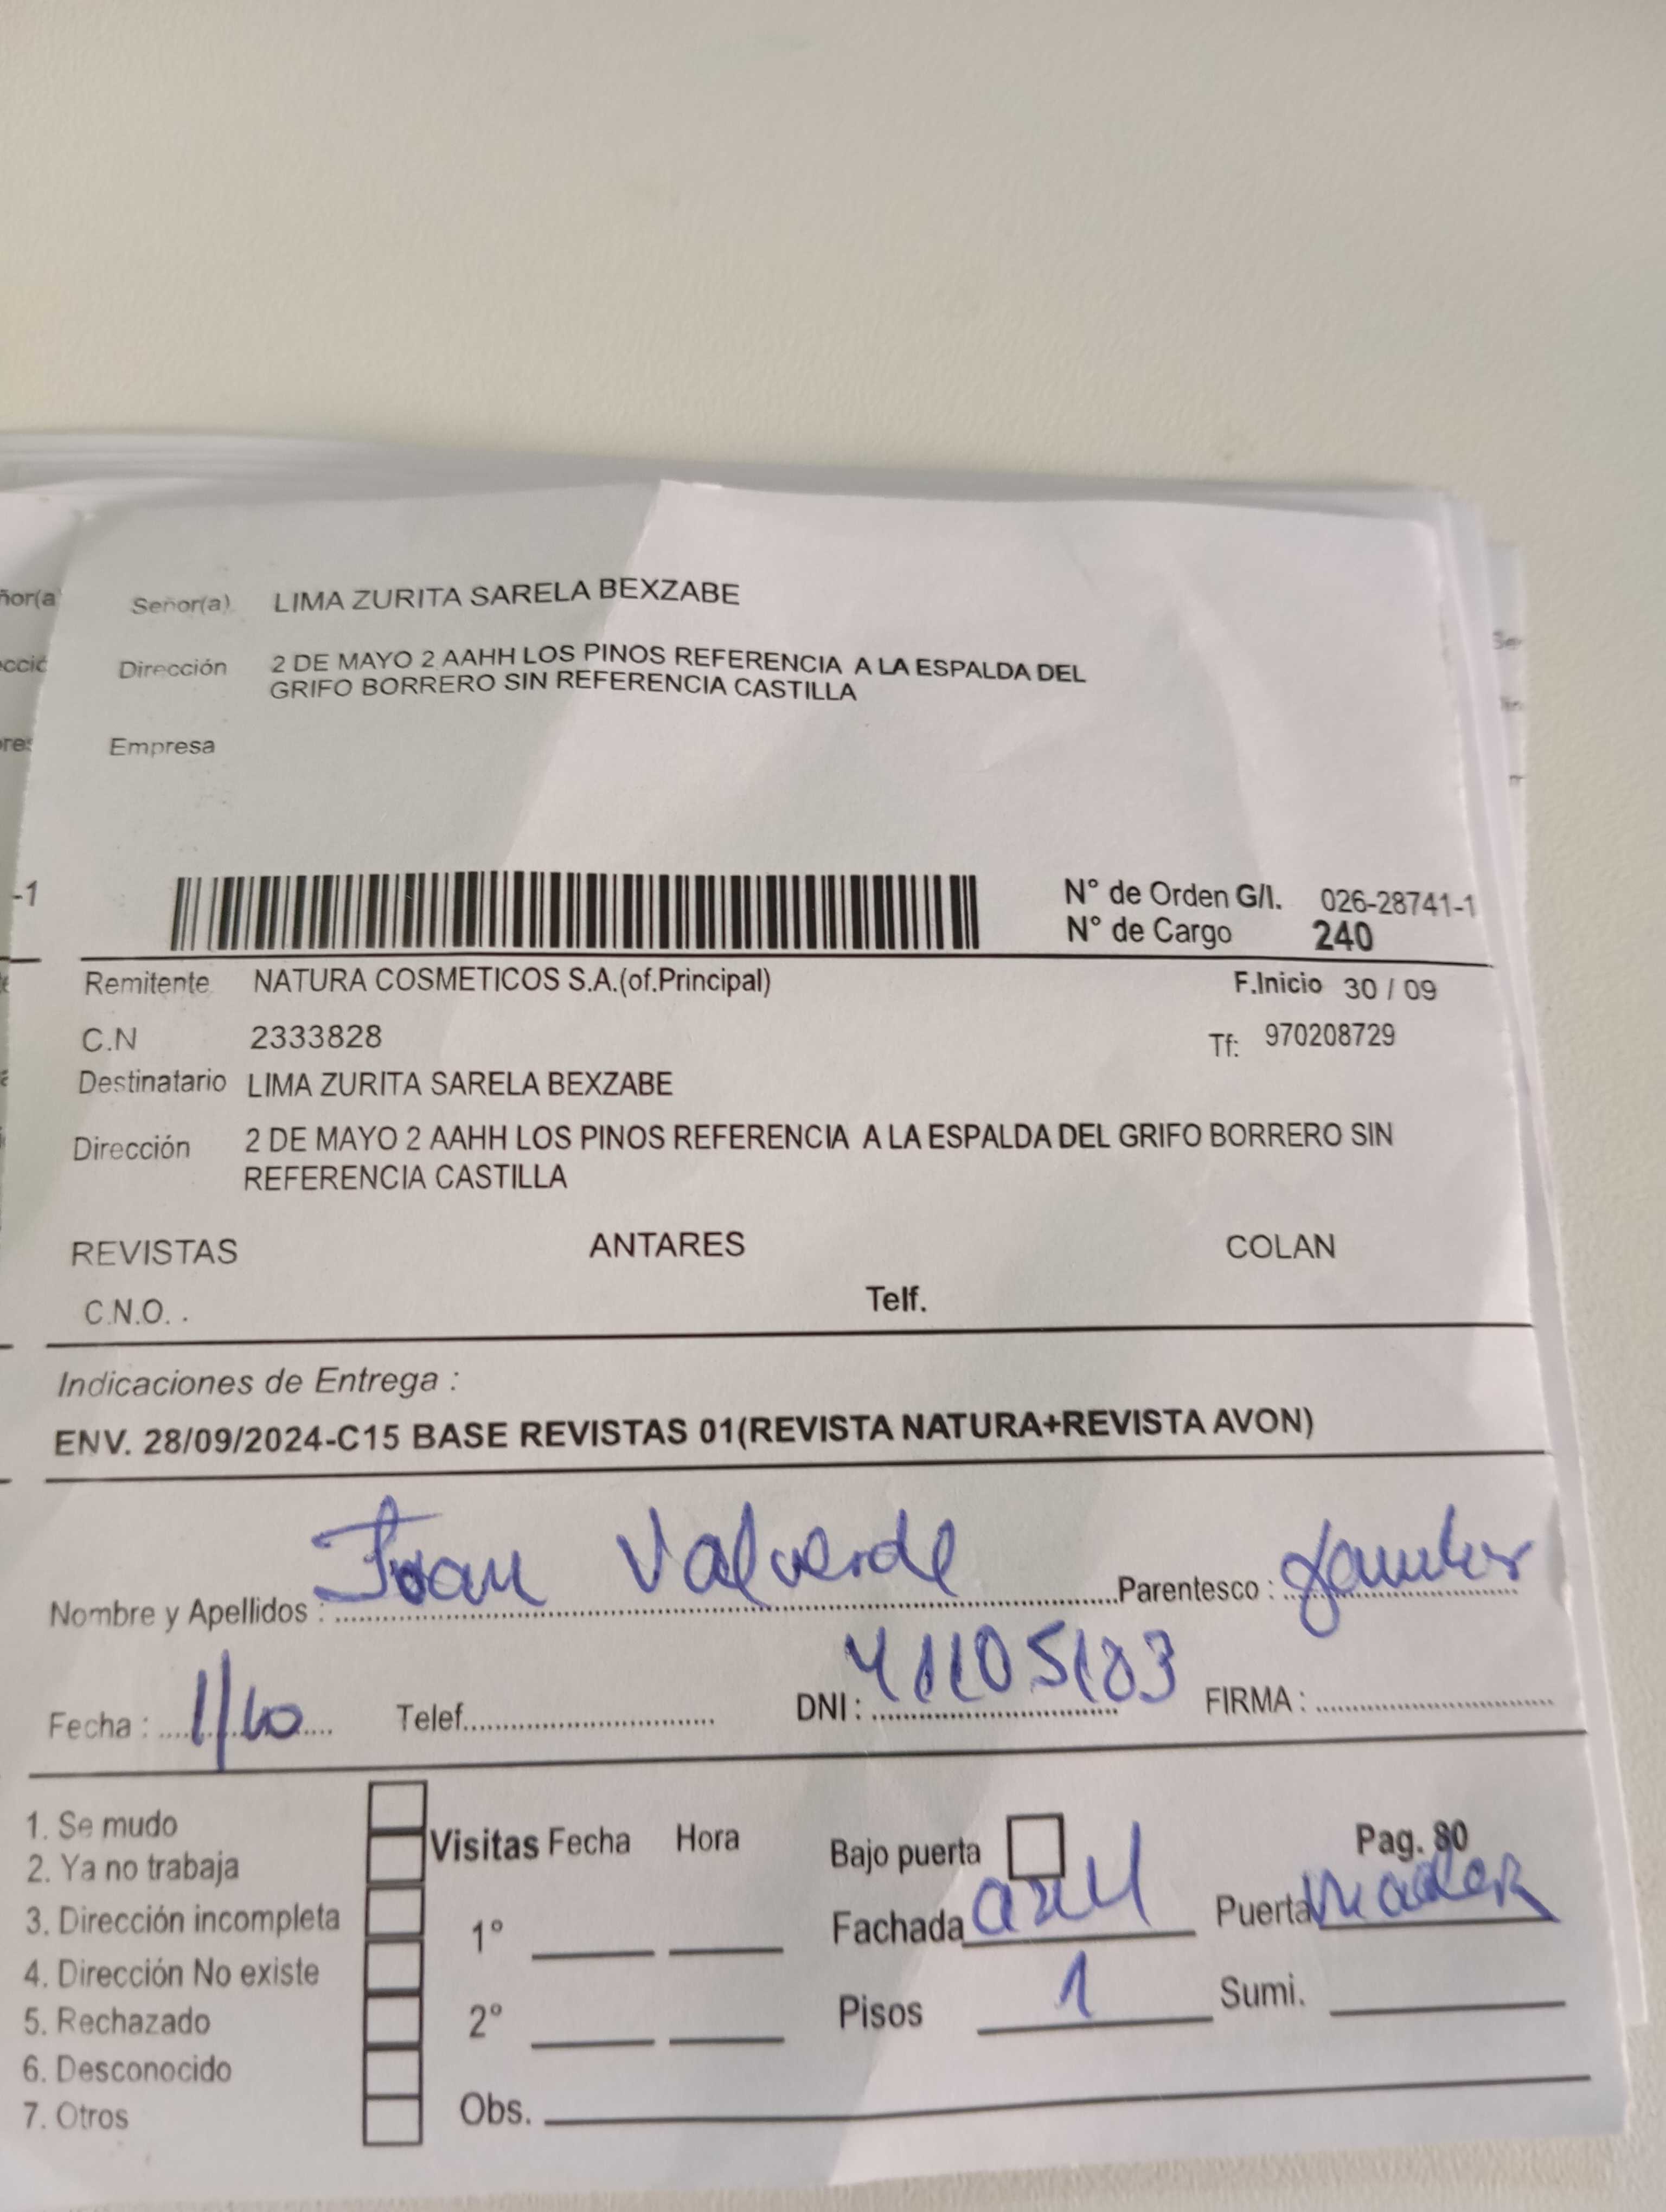 Señor(a) LIMA ZURITA SARELA BEXZABE
Dirección 2 DE MAYO 2 AAHH LOS PINOS REFERENCIA A LA ESPALDA DEL
GRIFO BORRERO SIN REFERENCIA CASTILLA
Empresa
-1
N° de Orden G/I. 026-28741-1
N° de Cargo 240
Remitente NATURA COSMETICOS S.A.(of.Principal) F.Inicio 30 / 09
C.N 2333828 Tf: 970208729
Destinatario LIMA ZURITA SARELA BEXZABE
Dirección 2 DE MAYO 2 AAHH LOS PINOS REFERENCIA A LA ESPALDA DEL GRIFO BORRERO SIN
REFERENCIA CASTILLA
REVISTAS ANTARES COLAN
C.N.O. . Telf.
Indicaciones de Entrega :
ENV. 28/09/2024-C15 BASE REVISTAS 01(REVISTA NATURA+REVISTA AVON)
Nombre y Apellidos : Valverde Parentesco :
Fecha : 1/10 Telef. DNI : 41105183 FIRMA :
1. Se mudo
2. Ya no trabaja
3. Dirección incompleta
4. Dirección No existe
5. Rechazado
6. Desconocido
7. Otros
Visitas Fecha Hora
1°
2°
Obs.
Bajo puerta Pag. 80
Fachada azul Puerta
Pisos 1 Sumi.